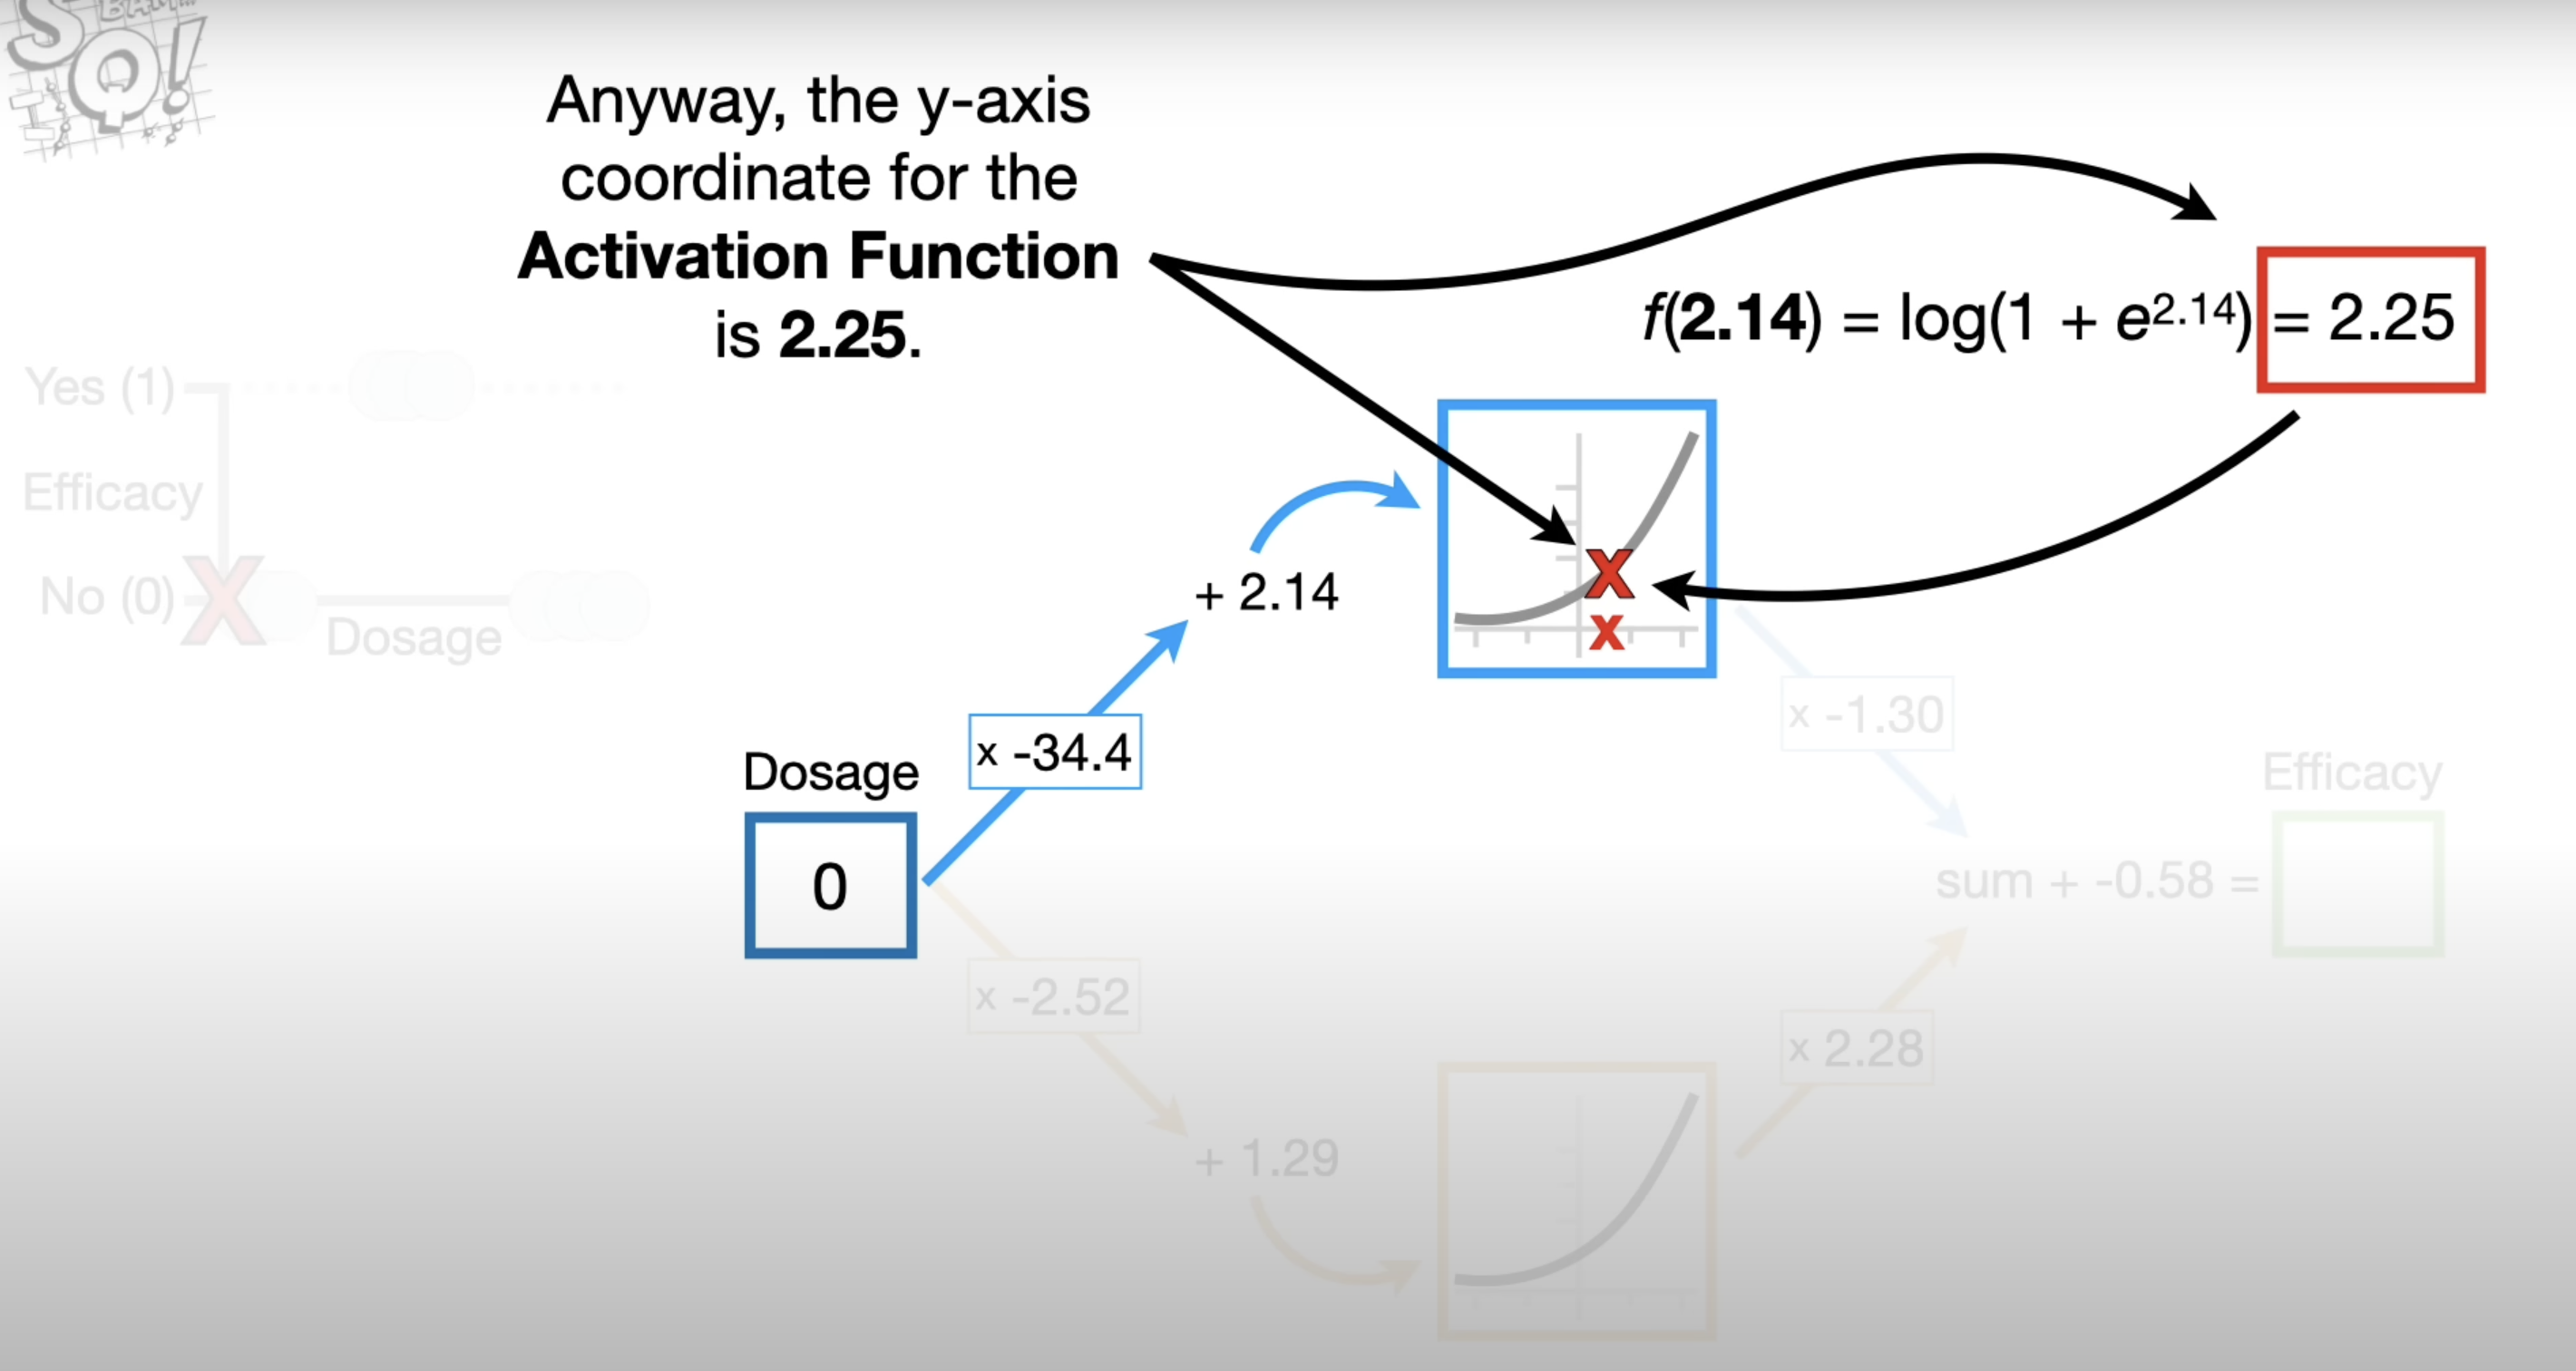 SQ!
BAM...
Anyway, the y-axis
coordinate for the
Activation Function
is 2.25.
f(2.14) = log(1 + e^2.14) = 2.25
Yes (1)
Efficacy
No (0)
X
Dosage
+ 2.14
X
x
x -34.4
x -1.30
Dosage
0
Efficacy
sum + -0.58 =
x -2.52
x 2.28
+ 1.29